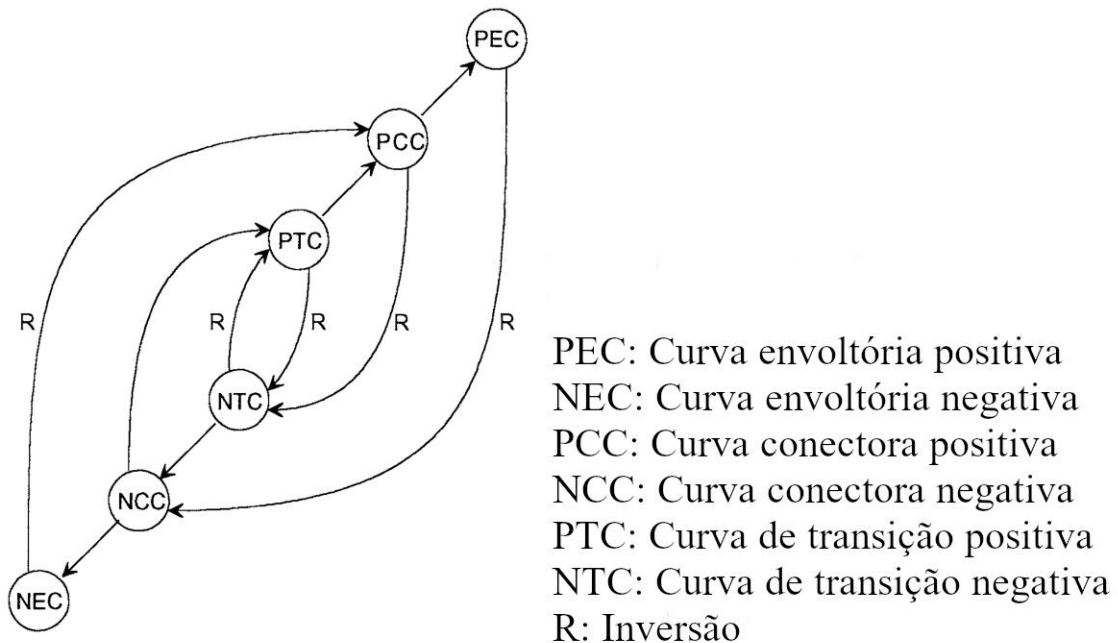 PEC
PCC
PTC
R
R
R
R
R
NTC
NCC
NEC
PEC: Curva envoltória positiva
NEC: Curva envoltória negativa
PCC: Curva conectora positiva
NCC: Curva conectora negativa
PTC: Curva de transição positiva
NTC: Curva de transição negativa
R: Inversão